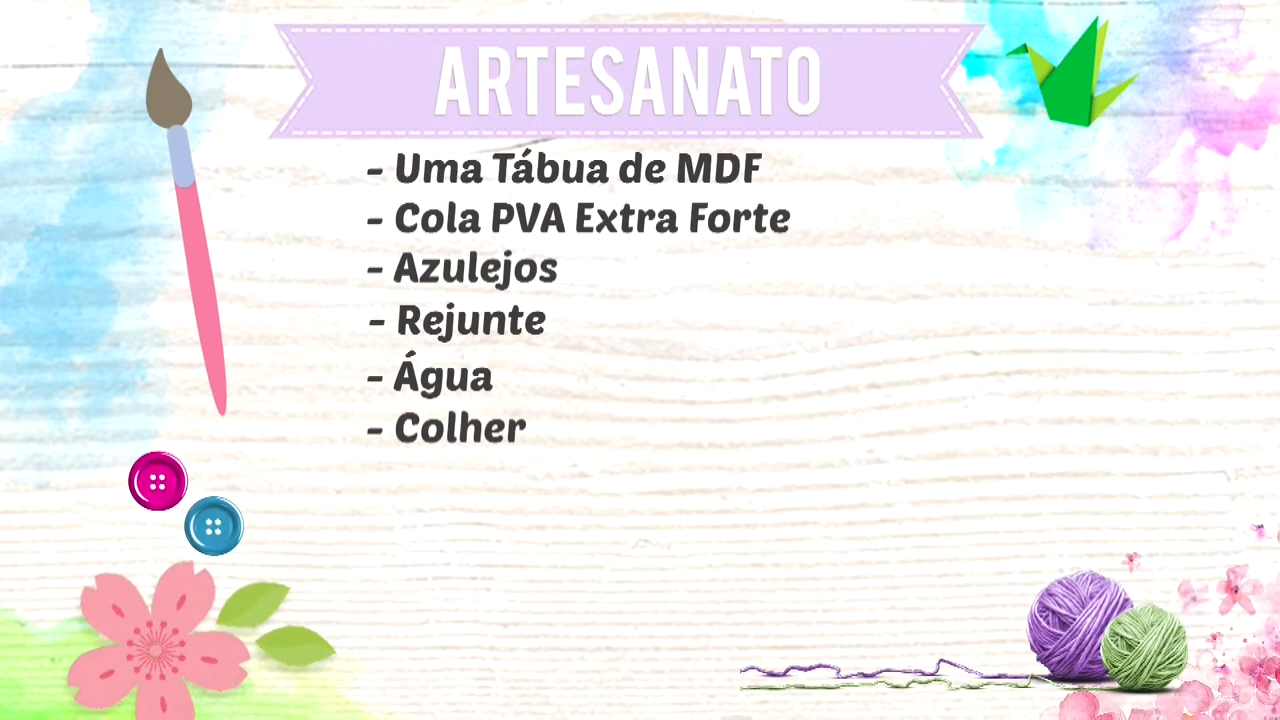 ARTESANATO
- Uma Tábua de MDF
- Cola PVA Extra Forte
- Azulejos
- Rejunte
- Água
- Colher